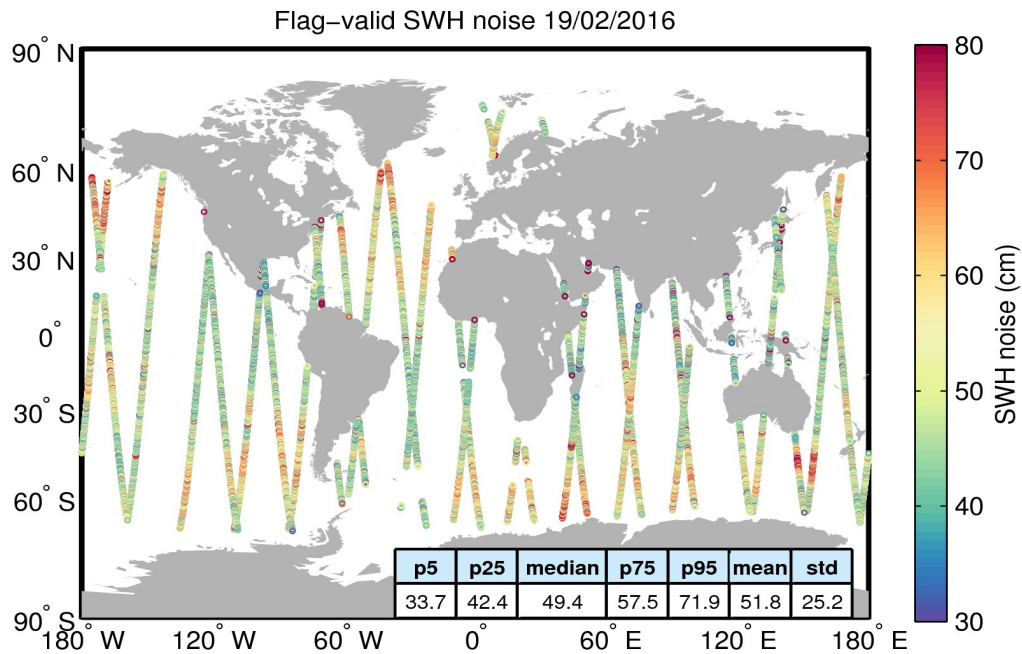 Flag−valid SWH noise 19/02/2016
90° N
60° N
30° N
0°
30° S
60° S
90° S
180° W
120° W
60° W
0°
60° E
120° E
180° E
80
70
60
50
40
30
SWH noise (cm)
p5 p25 median p75 p95 mean std
33.7 42.4 49.4 57.5 71.9 51.8 25.2